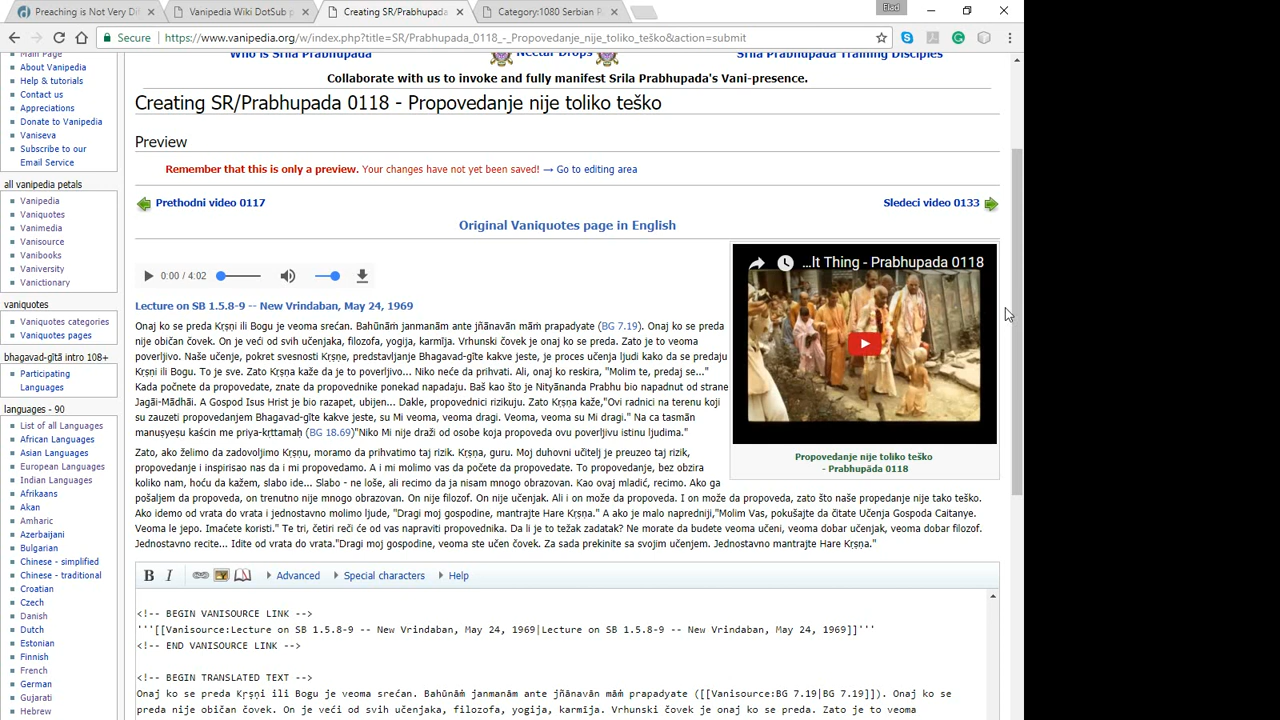 Preaching is Not Very Di
Vanipedia Wiki DotSub p
Creating SR/Prabhupada
Category:1080 Serbian P
Elad
Secure
https://www.vanipedia.org/w/index.php?title=SR/Prabhupada_0118_-_Propovedanje_nije_toliko_teško&action=submit
Main Page
About Vanipedia
Help & tutorials
Contact us
Appreciations
Donate to Vanipedia
Vaniseva
Subscribe to our
Email Service
all vanipedia petals
Vanipedia
Vaniquotes
Vanimedia
Vanisource
Vanibooks
Vaniversity
Vanictionary
vaniquotes
Vaniquotes categories
Vaniquotes pages
bhagavad-gītā intro 108+
Participating
Languages
languages - 90
List of all Languages
African Languages
Asian Languages
European Languages
Indian Languages
Afrikaans
Akan
Amharic
Azerbaijani
Bulgarian
Chinese - simplified
Chinese - traditional
Croatian
Czech
Danish
Dutch
Estonian
Finnish
French
German
Gujarati
Hebrew
Who is Srila Prabhupada
Nectar Drops
Srila Prabhupada Training Disciples
Collaborate with us to invoke and fully manifest Srila Prabhupada's Vani-presence.
Creating SR/Prabhupada 0118 - Propovedanje nije toliko teško
Preview
Remember that this is only a preview. Your changes have not yet been saved! → Go to editing area
Prethodni video 0117
Sledeci video 0133
Original Vaniquotes page in English
0:00 / 4:02
Lecture on SB 1.5.8-9 -- New Vrindaban, May 24, 1969
Onaj ko se preda Kṛṣṇi ili Bogu je veoma srećan. Bahūnāṁ janmanām ante jñānavān māṁ prapadyate (BG 7.19). Onaj ko se preda
nije običan čovek. On je veći od svih učenjaka, filozofa, yogija, karmīja. Vrhunski čovek je onaj ko se preda. Zato je to veoma
poverljivo. Naše učenje, pokret svesnosti Kṛṣṇe, predstavljanje Bhagavad-gīte kakve jeste, je proces učenja ljudi kako da se predaju
Kṛṣṇi ili Bogu. To je sve. Zato Kṛṣṇa kaže da je to poverljivo... Niko neće da prihvati. Ali, onaj ko reskira, "Molim te, predaj se..."
Kada počnete da propovedate, znate da propovednike ponekad napadaju. Baš kao što je Nityānanda Prabhu bio napadnut od strane
Jagāi-Mādhāi. A Gospod Isus Hrist je bio razapet, ubijen... Dakle, propovednici rizikuju. Zato Kṛṣṇa kaže,"Ovi radnici na terenu koji
su zauzeti propovedanjem Bhagavad-gīte kakve jeste, su Mi veoma, veoma dragi. Veoma, veoma su Mi dragi." Na ca tasmān
manuṣyeṣu kaścin me priya-kṛttamaḥ (BG 18.69)"Niko Mi nije draži od osobe koja propoveda ovu poverljivu istinu ljudima."
Zato, ako želimo da zadovoljimo Kṛṣṇu, moramo da prihvatimo taj rizik. Kṛṣṇa, guru. Moj duhovni učitelj je preuzeo taj rizik,
propovedanje i inspirisao nas da i mi propovedamo. A i mi molimo vas da počete da propovedate. To propovedanje, bez obzira
koliko nam, hoću da kažem, slabo ide... Slabo - ne loše, ali recimo da ja nisam mnogo obrazovan. Kao ovaj mladić, recimo. Ako ga
pošaljem da propoveda, on trenutno nije mnogo obrazovan. On nije filozof. On nije učenjak. Ali i on može da propoveda. I on može da propoveda, zato što naše propedanje nije tako teško.
Ako idemo od vrata do vrata i jednostavno molimo ljude, "Dragi moj gospodine, mantrajte Hare Kṛṣṇa." A ako je malo napredniji,"Molim Vas, pokušajte da čitate Učenja Gospoda Caitanye.
Veoma le jepo. Imaćete koristi." Te tri, četiri reči će od vas napraviti propovednika. Da li je to težak zadatak? Ne morate da budete veoma učeni, veoma dobar učenjak, veoma dobar filozof.
Jednostavno recite... Idite od vrata do vrata."Dragi moj gospodine, veoma ste učen čovek. Za sada prekinite sa svojim učenjem. Jednostavno mantrajte Hare Kṛṣṇa."
...lt Thing - Prabhupada 0118
Propovedanje nije toliko teško
- Prabhupāda 0118
B I Advanced Special characters Help
<!-- BEGIN VANISOURCE LINK -->
'''[[Vanisource:Lecture on SB 1.5.8-9 -- New Vrindaban, May 24, 1969|Lecture on SB 1.5.8-9 -- New Vrindaban, May 24, 1969]]'''
<!-- END VANISOURCE LINK -->
<!-- BEGIN TRANSLATED TEXT -->
Onaj ko se preda Kṛṣṇi ili Bogu je veoma srećan. Bahūnāṁ janmanām ante jñānavān māṁ prapadyate ([[Vanisource:BG 7.19|BG 7.19]]). Onaj ko se
preda nije običan čovek. On je veći od svih učenjaka, filozofa, yogija, karmīja. Vrhunski čovek je onaj ko se preda. Zato je to veoma